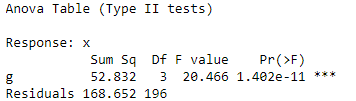 Anova Table (Type II tests)
Response: x
Sum Sq Df F value Pr(>F)
g 52.832 3 20.466 1.402e-11 ***
Residuals 168.652 196